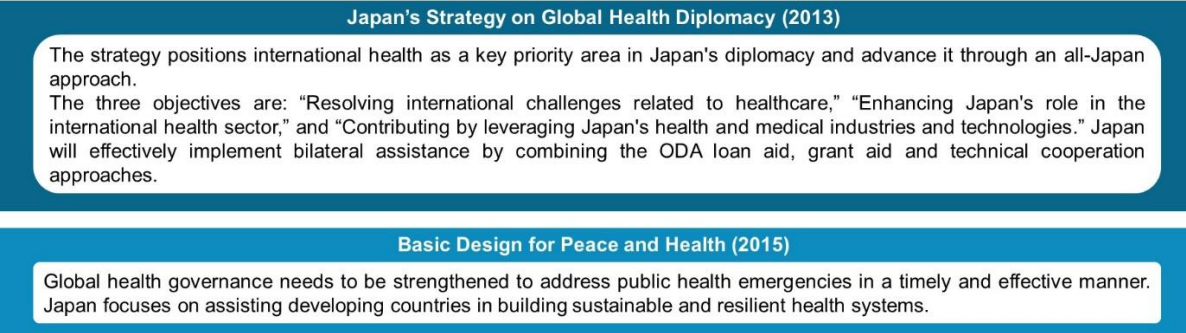 Japan's Strategy on Global Health Diplomacy (2013)
The strategy positions international health as a key priority area in Japan's diplomacy and advance it through an all-Japan
approach.
The three objectives are: “Resolving international challenges related to healthcare,” “Enhancing Japan's role in the
international health sector,” and “Contributing by leveraging Japan's health and medical industries and technologies.” Japan
will effectively implement bilateral assistance by combining the ODA loan aid, grant aid and technical cooperation
approaches.
Basic Design for Peace and Health (2015)
Global health governance needs to be strengthened to address public health emergencies in a timely and effective manner.
Japan focuses on assisting developing countries in building sustainable and resilient health systems.